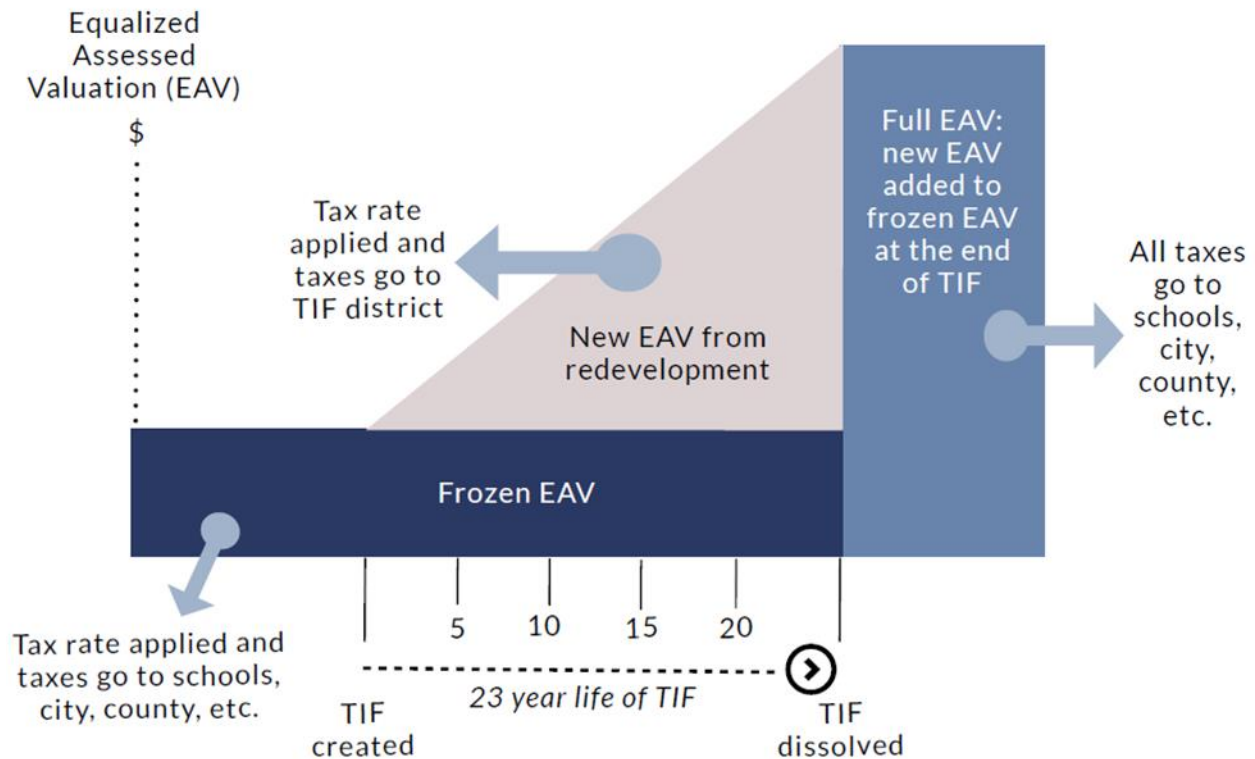 Equalized
Assessed
Valuation (EAV)
$
Tax rate
applied and
taxes go to
TIF district
New EAV from
redevelopment
Full EAV:
new EAV
added to
frozen EAV
at the end
of TIF
All taxes
go to
schools,
city,
county,
etc.
Frozen EAV
Tax rate applied and
taxes go to schools,
city, county, etc.
5 10 15 20
23 year life of TIF
TIF
created
TIF
dissolved